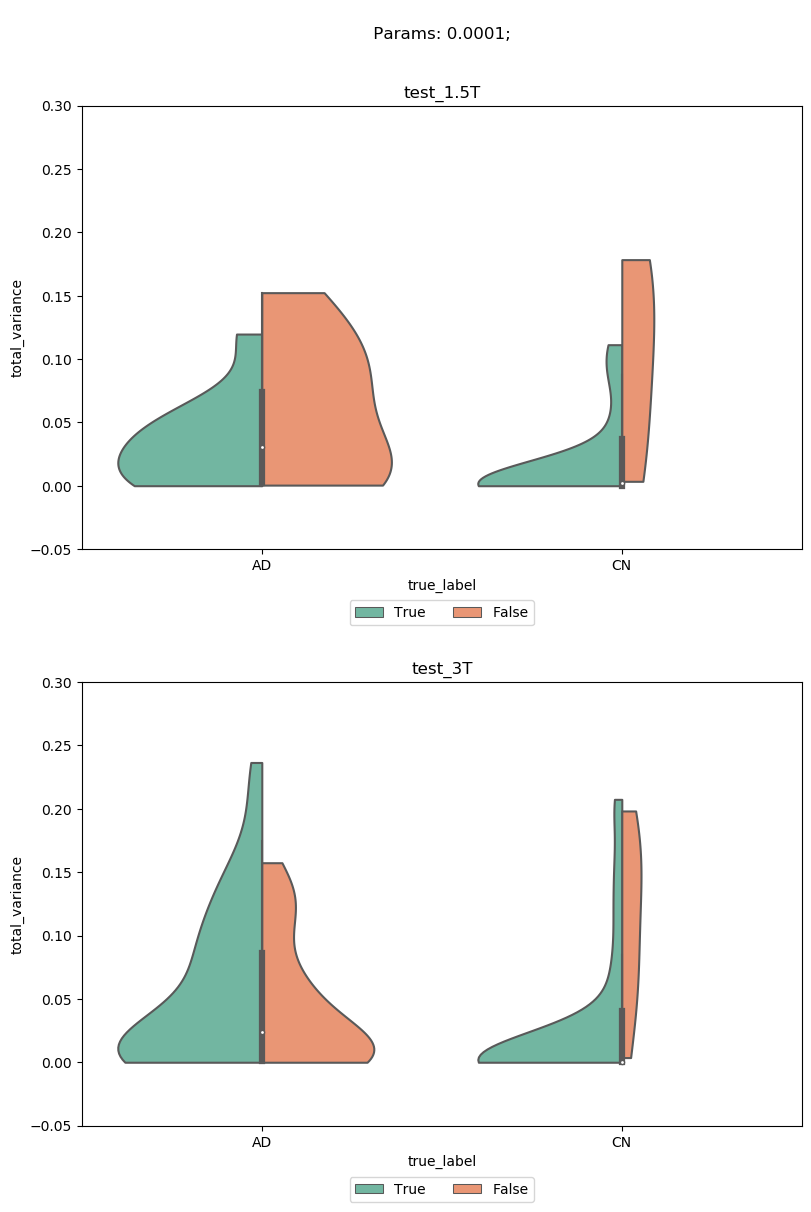 Params: 0.0001;
test_1.5T
0.30
0.25
0.20
0.15
0.10
0.05
0.00
−0.05
total_variance
AD
CN
true_label
True
False
test_3T
0.30
0.25
0.20
0.15
0.10
0.05
0.00
−0.05
total_variance
AD
CN
true_label
True
False